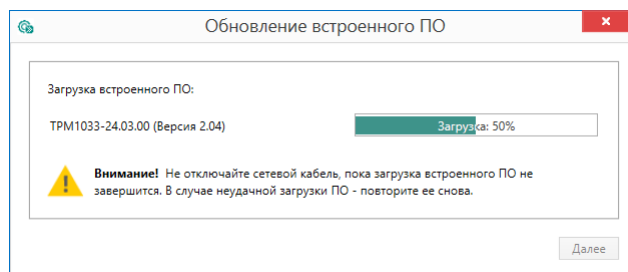 Обновление встроенного ПО
Загрузка встроенного ПО:
ТРМ1033-24.03.00 (Версия 2.04)
Загрузка: 50%
Внимание! Не отключайте сетевой кабель, пока загрузка встроенного ПО не
завершится. В случае неудачной загрузки ПО - повторите ее снова.
Далее